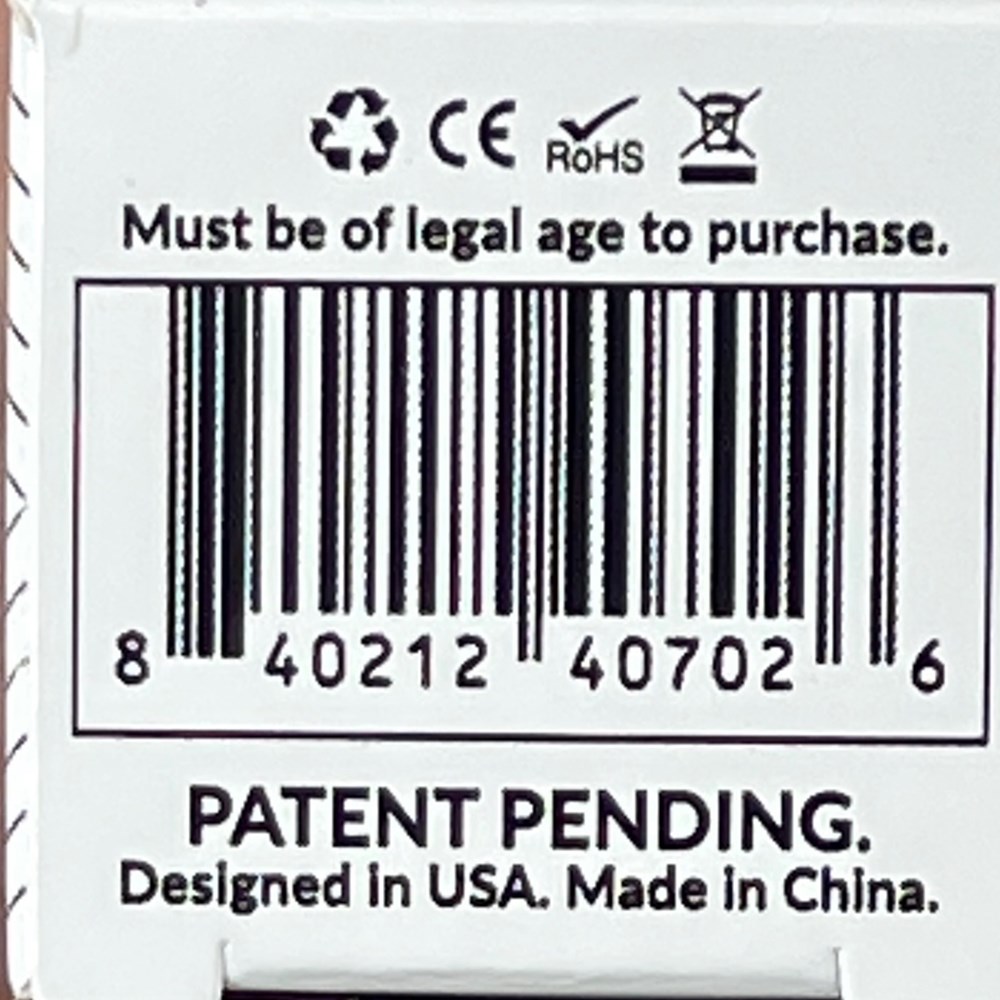 CE RoHS
Must be of legal age to purchase.
8 40212 40702 6
PATENT PENDING.
Designed in USA. Made in China.